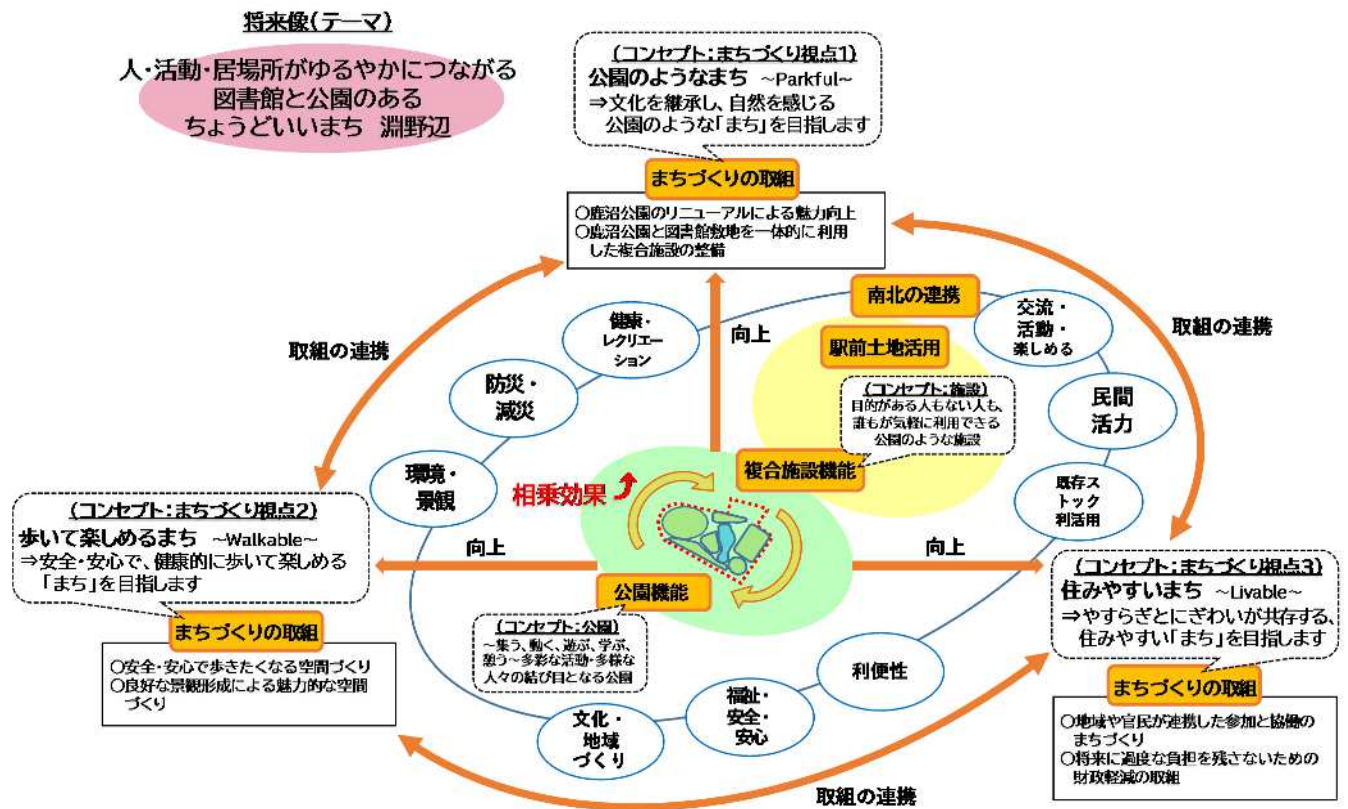 将来像(テーマ)
人・活動・居場所がゆるやかにつながる
図書館と公園のある
ちょうどいいまち 淵野辺
(コンセプト:まちづくり視点1)
公園のようなまち ~Parkful~
⇒文化を継承し、自然を感じる
公園のような「まち」を目指します
まちづくりの取組
○鹿沼公園のリニューアルによる魅力向上
○鹿沼公園と図書館敷地を一体的に利用
した複合施設の整備
取組の連携
取組の連携
向上
南北の連携
駅前土地活用
(コンセプト:施設)
目的がある人もない人も、
誰もが気軽に利用できる
公園のような施設
複合施設機能
健康・
レクリエー
ション
防災・
減災
環境・
景観
交流・
活動・
楽しめる
民間
活力
既存ス
トック
利活用
相乗効果
向上
向上
公園機能
(コンセプト:公園)
~集う、動く、遊ぶ、学ぶ、
憩う~多彩な活動・多様な
人々の結び目となる公園
(コンセプト:まちづくり視点2)
歩いて楽しめるまち ~Walkable~
⇒安全・安心で、健康的に歩いて楽しめる
「まち」を目指します
まちづくりの取組
○安全・安心で歩きたくなる空間づくり
○良好な景観形成による魅力的な空間
づくり
(コンセプト:まちづくり視点3)
住みやすいまち ~Livable~
⇒やすらぎとにぎわいが共存する、
住みやすい「まち」を目指します
まちづくりの取組
○地域や官民が連携した参加と協働の
まちづくり
○将来に過度な負担を残さないための
財政軽減の取組
文化・
地域
づくり
福祉・
安全・
安心
利便性
取組の連携